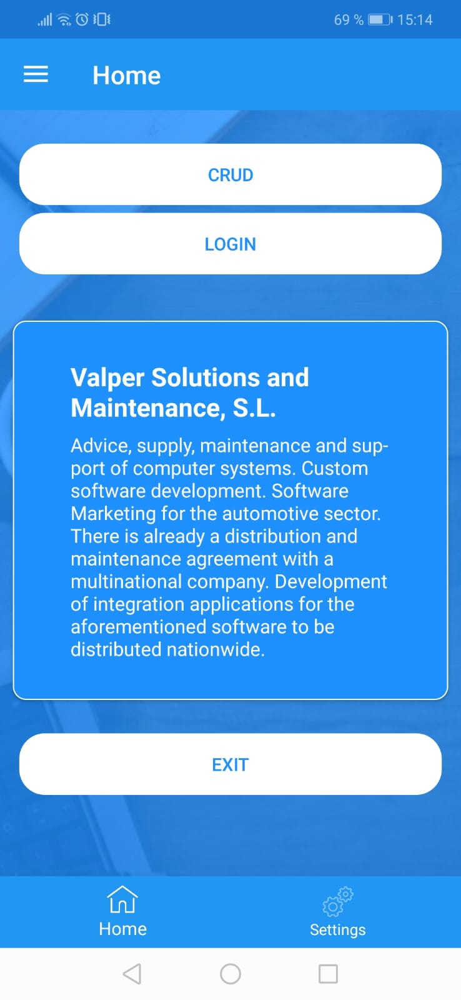 69 % 15:14
Home
CRUD
LOGIN
Valper Solutions and
Maintenance, S.L.
Advice, supply, maintenance and sup-
port of computer systems. Custom
software development. Software
Marketing for the automotive sector.
There is already a distribution and
maintenance agreement with a
multinational company. Development
of integration applications for the
aforementioned software to be
distributed nationwide.
EXIT
Home
Settings